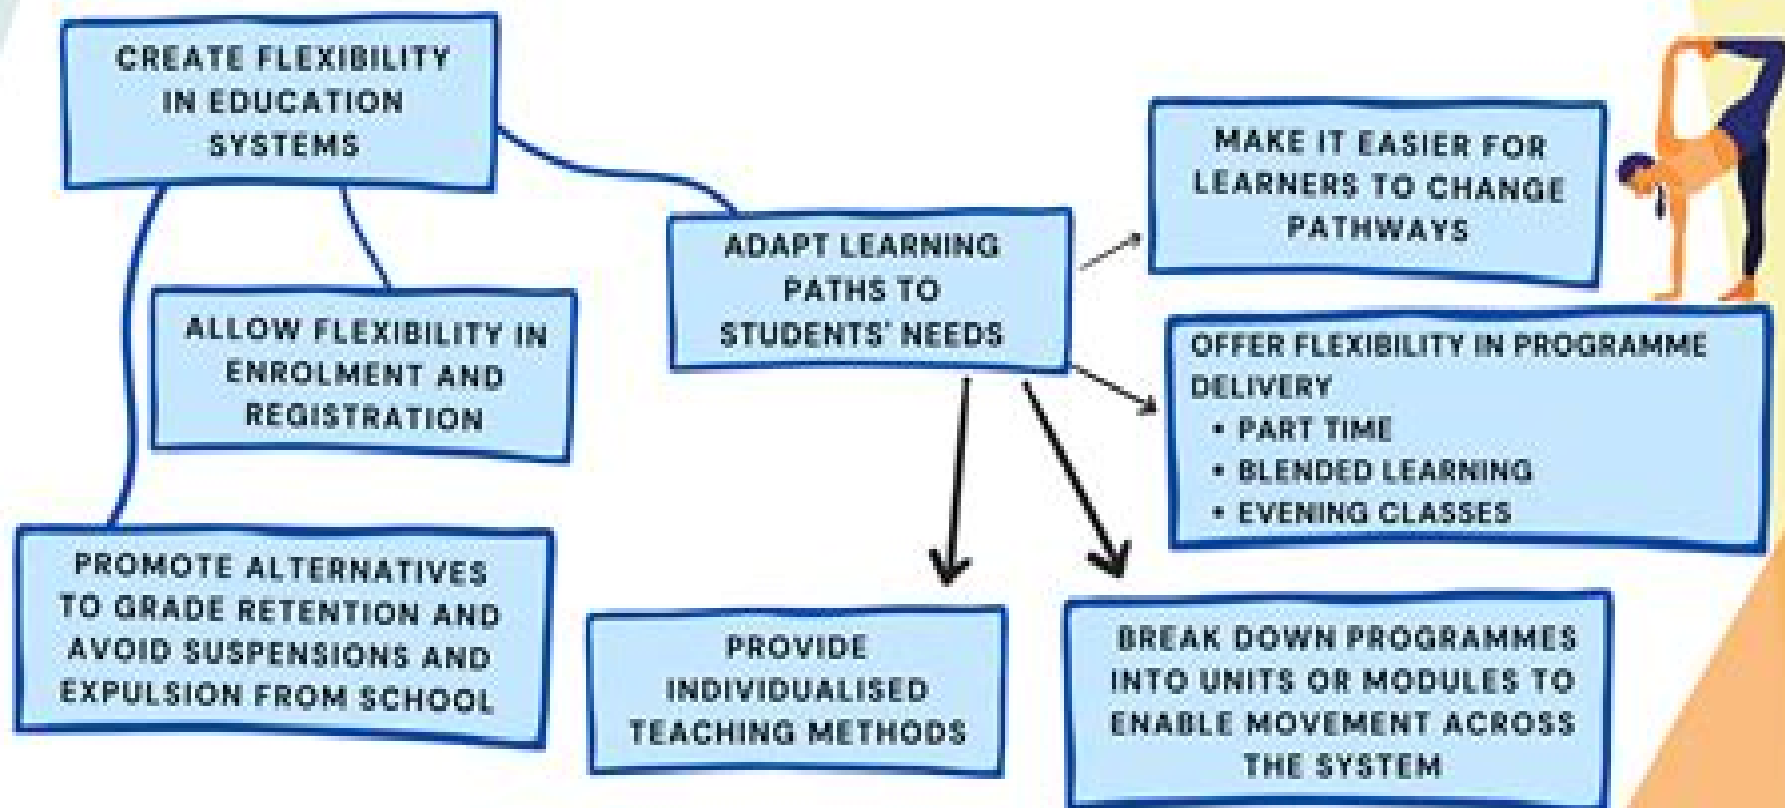 CREATE FLEXIBILITY
IN EDUCATION
SYSTEMS
ALLOW FLEXIBILITY IN
ENROLMENT AND
REGISTRATION
PROMOTE ALTERNATIVES
TO GRADE RETENTION AND
AVOID SUSPENSIONS AND
EXPULSION FROM SCHOOL
ADAPT LEARNING
PATHS TO
STUDENTS' NEEDS
MAKE IT EASIER FOR
LEARNERS TO CHANGE
PATHWAYS
OFFER FLEXIBILITY IN PROGRAMME
DELIVERY
• PART TIME
• BLENDED LEARNING
• EVENING CLASSES
PROVIDE
INDIVIDUALISED
TEACHING METHODS
BREAK DOWN PROGRAMMES
INTO UNITS OR MODULES TO
ENABLE MOVEMENT ACROSS
THE SYSTEM